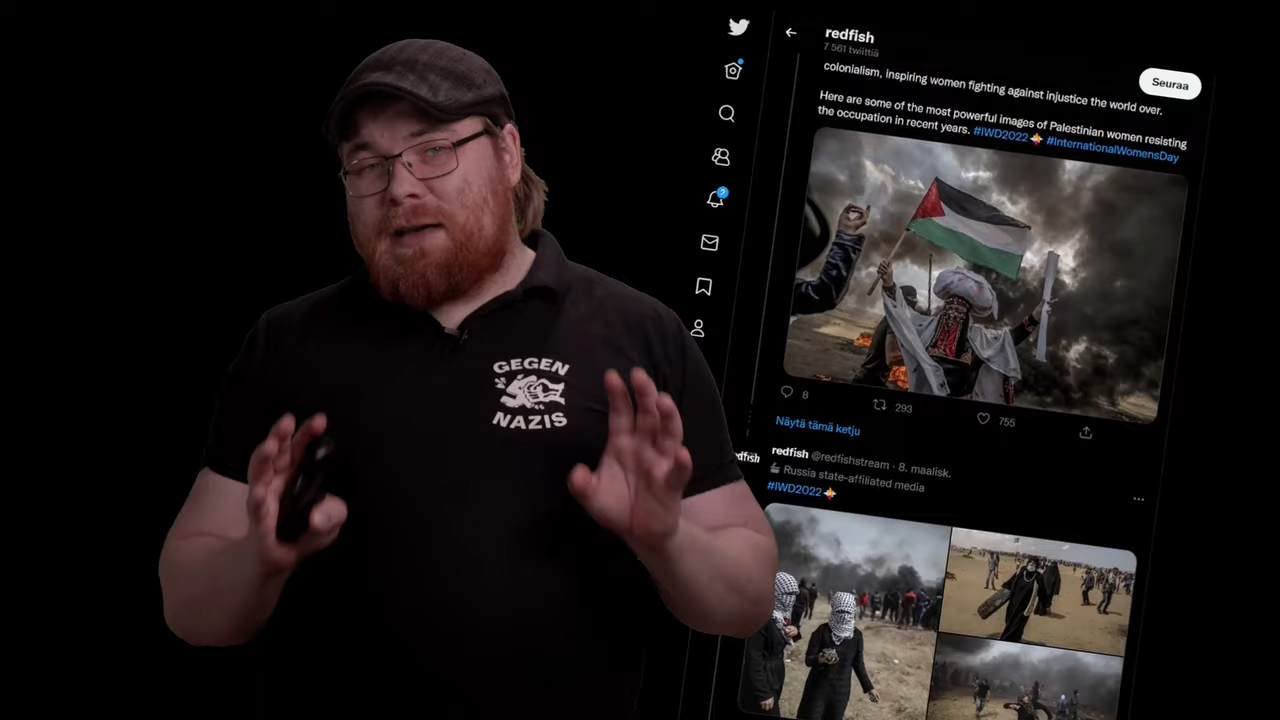 GEGEN
NAZIS
redfish
7 561 twiittiä
Seuraa
colonialism, inspiring women fighting against injustice the world over.
Here are some of the most powerful images of Palestinian women resisting
the occupation in recent years. #IWD2022 #InternationalWomensDay
2
8
293
755
Näytä tämä ketju
redfish @redfishstream · 8. maalisk.
Russia state-affiliated media
#IWD2022